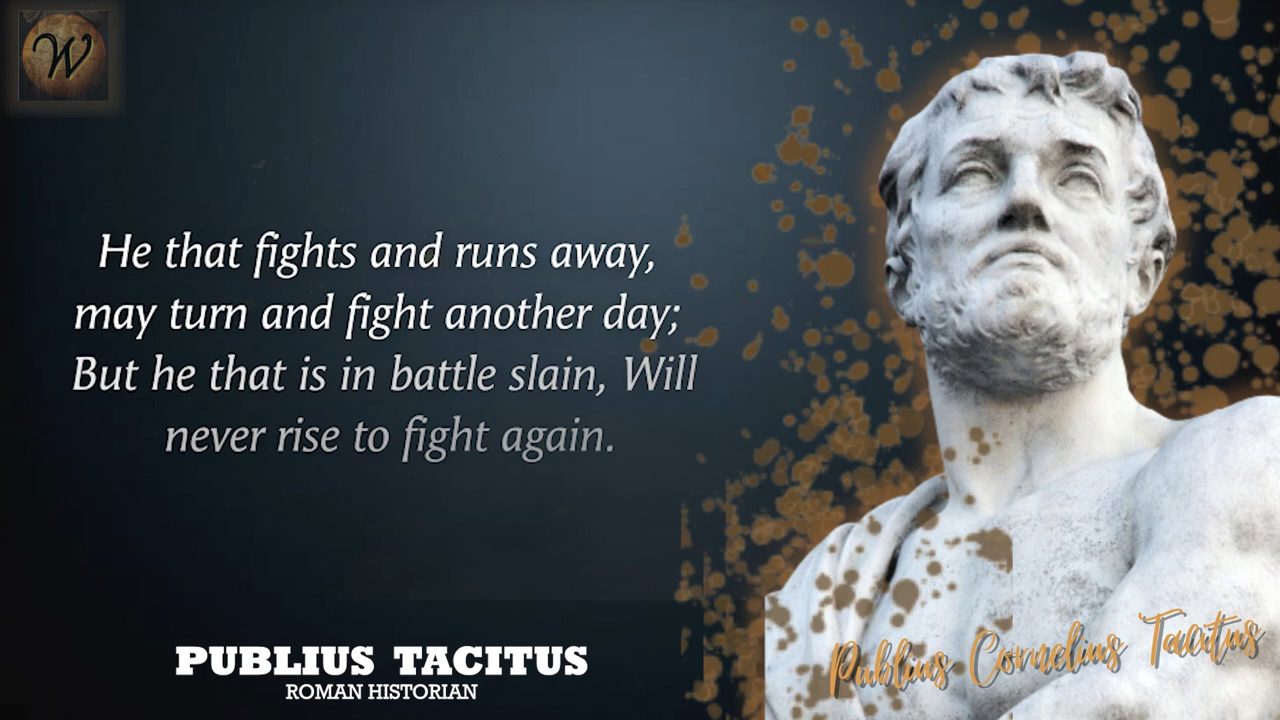 W
He that fights and runs away,
may turn and fight another day;
But he that is in battle slain, Will
never rise to fight again.
PUBLIUS TACITUS
ROMAN HISTORIAN
Publius Cornelius Tacitus